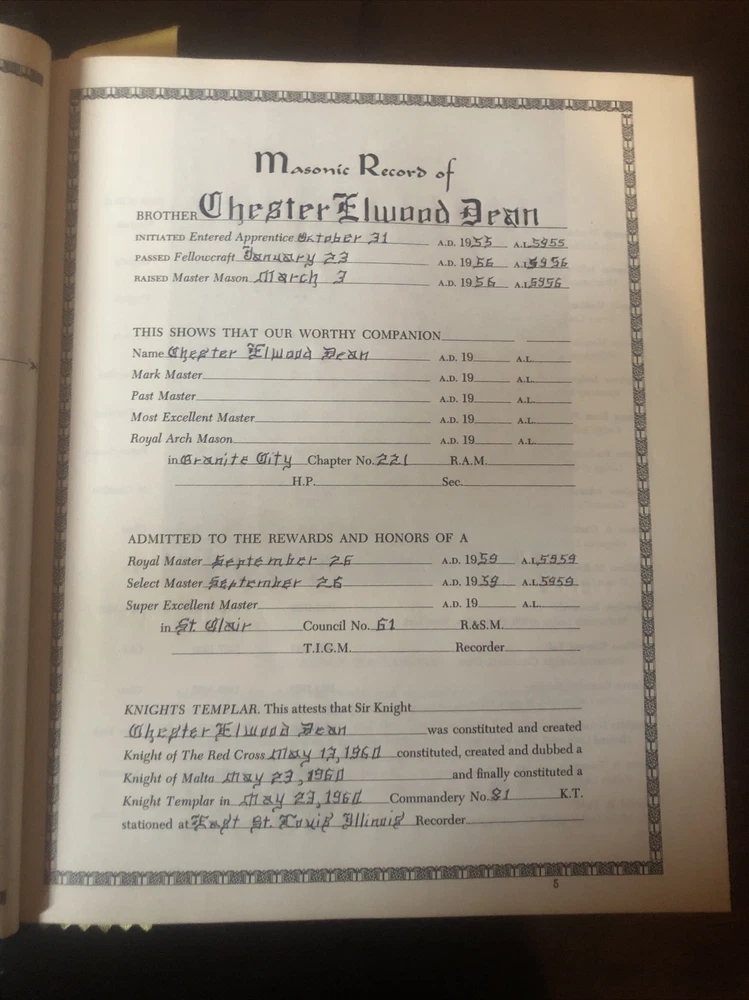 Masonic Record of
BROTHER Chester Elwood Dean
INITIATED Entered Apprentice October 31 A.D. 1955 A.L. 5955
PASSED Fellowcraft January 23 A.D. 1956 A.L. 5956
RAISED Master Mason March 3 A.D. 1956 A.L. 5956
THIS SHOWS THAT OUR WORTHY COMPANION
Name Chester Elwood Dean A.D. 19 A.L.
Mark Master A.D. 19 A.L.
Past Master A.D. 19 A.L.
Most Excellent Master A.D. 19 A.L.
Royal Arch Mason A.D. 19 A.L.
in Granite City Chapter No. 221 R.A.M.
H.P. Sec.
ADMITTED TO THE REWARDS AND HONORS OF A
Royal Master September 26 A.D. 1959 A.L. 5959
Select Master September 26 A.D. 1959 A.L. 5959
Super Excellent Master A.D. 19 A.L.
in St. Clair Council No. 61 R.&S.M.
T.I.G.M. Recorder
KNIGHTS TEMPLAR. This attests that Sir Knight
Chester Elwood Dean was constituted and created
Knight of The Red Cross May 13, 1960 constituted, created and dubbed a
Knight of Malta May 23, 1960 and finally constituted a
Knight Templar in May 23, 1960 Commandery No. 81 K.T.
stationed at East St. Louis Illinois Recorder
5